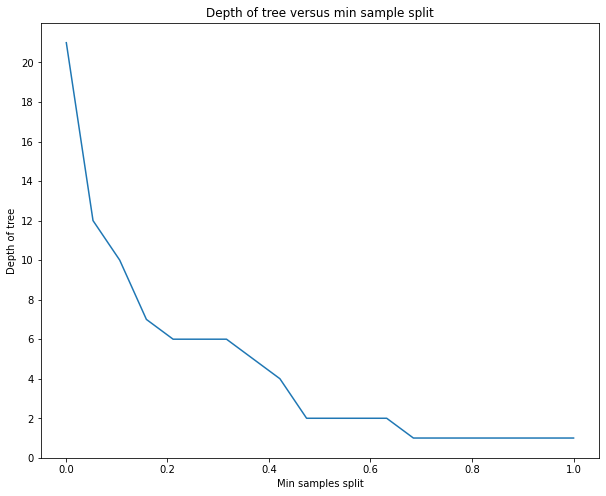 Depth of tree versus min sample split
20
18
16
14
12
10
8
6
4
2
0
Depth of tree
0.0 0.2 0.4 0.6 0.8 1.0
Min samples split